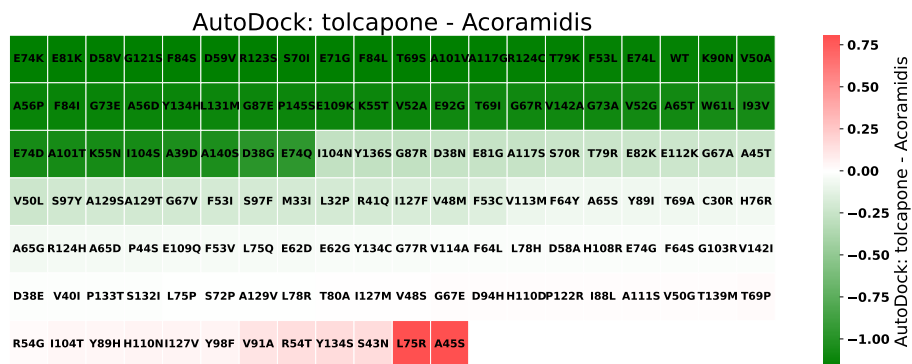 AutoDock: tolcapone - Acoramidis
E74K E81K D58V G121S F84S D59V R123S S70I E71G F84L T69S A101V A117G R124C T79K F53L E74L WT K90N V50A
A56P F84I G73E A56D Y134H L131M G87E P145S E109K K55T V52A E92G T69I G67R V142A G73A V52G A65T W61L I93V
E74D A101T K55N I104S A39D A140S D38G E74Q I104N Y136S G87R D38N E81G A117S S70R T79R E82K E112K G67A A45T
V50L S97Y A129S A129T G67V F53I S97F M33I L32P R41Q I127F V48M F53C V113M F64Y A65S Y89I T69A C30R H76R
A65G R124H A65D P44S E109Q F53V L75Q E62D E62G Y134C G77R V114A F64L L78H D58A H108R E74G F64S G103R V142I
D38E V40I P133T S132I L75P S72P A129V L78R T80A I127M V48S G67E D94H H110D P122R I88L A111S V50G T139M T69P
R54G I104T Y89H H110N I127V Y98F V91A R54T Y134S S43N L75R A45S
0.75
0.50
0.25
0.00
−0.25
−0.50
−0.75
−1.00
AutoDock: tolcapone - Acoramidis